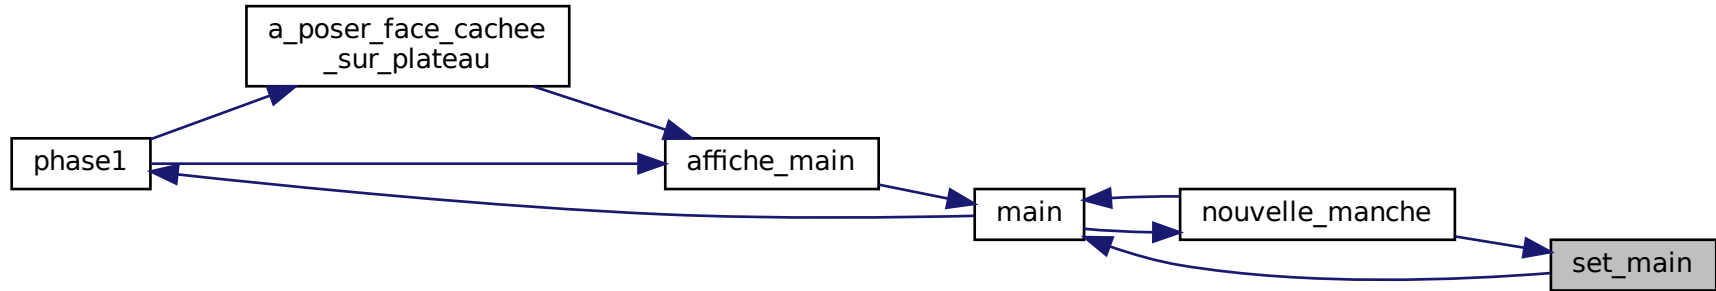 a_poser_face_cachee
_sur_plateau
phase1
affiche_main
main
nouvelle_manche
set_main